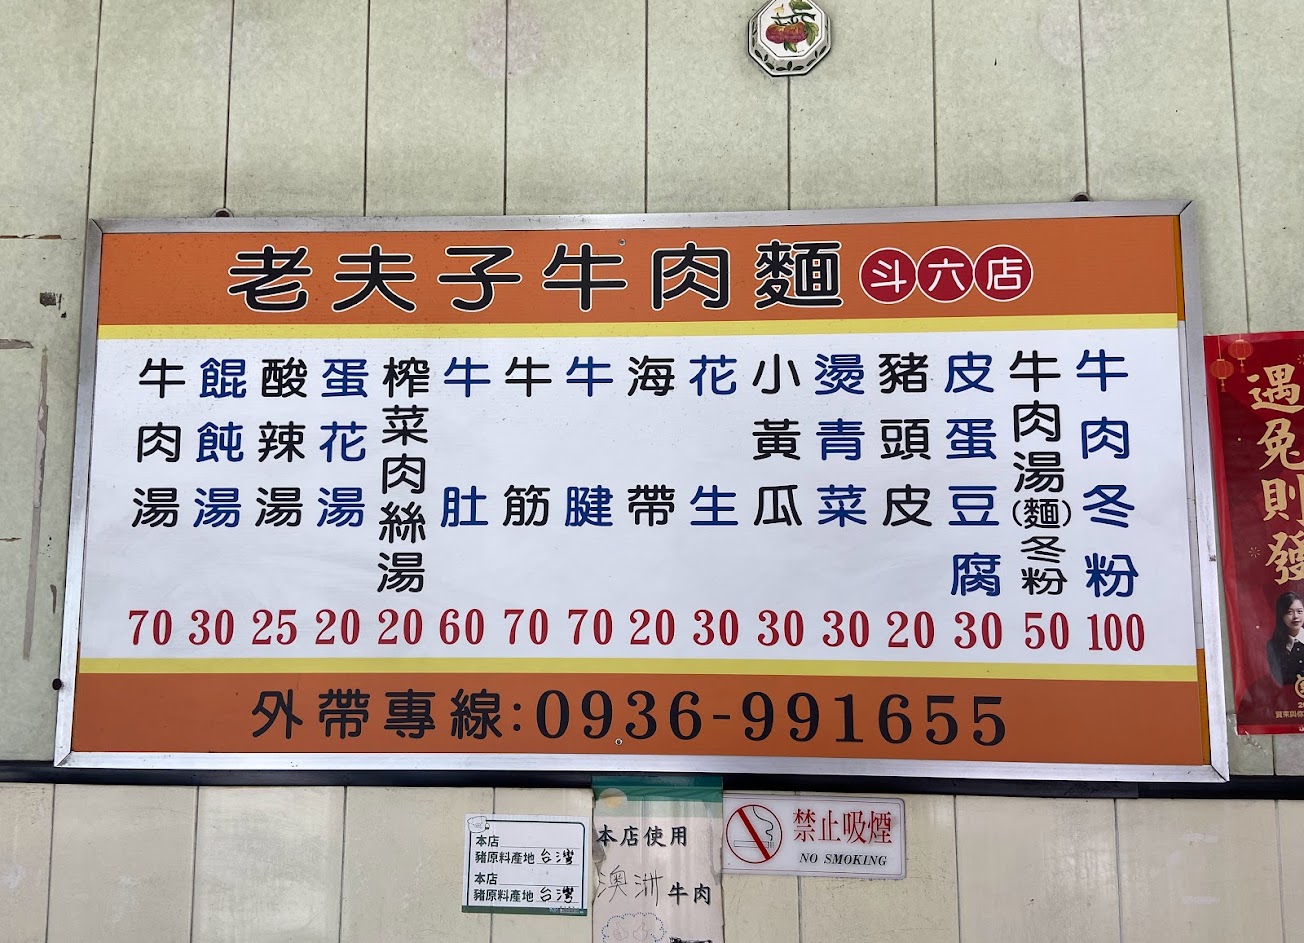 老夫子牛肉麵 斗六店
牛肉湯 70
餛飩湯 30
酸辣湯 25
蛋花湯 20
榨菜肉絲湯 20
牛肚 60
牛筋 70
牛腱 70
海帶 20
花生 30
小黃瓜 30
燙青菜 30
豬頭皮 20
皮蛋豆腐 30
牛肉湯(麵)冬粉 50
牛肉冬粉 100
外帶專線:0936-991655
遇兔則發
本店
豬原料產地 台灣
本店
豬原料產地 台灣
本店使用
澳洲牛肉
禁止吸煙
NO SMOKING